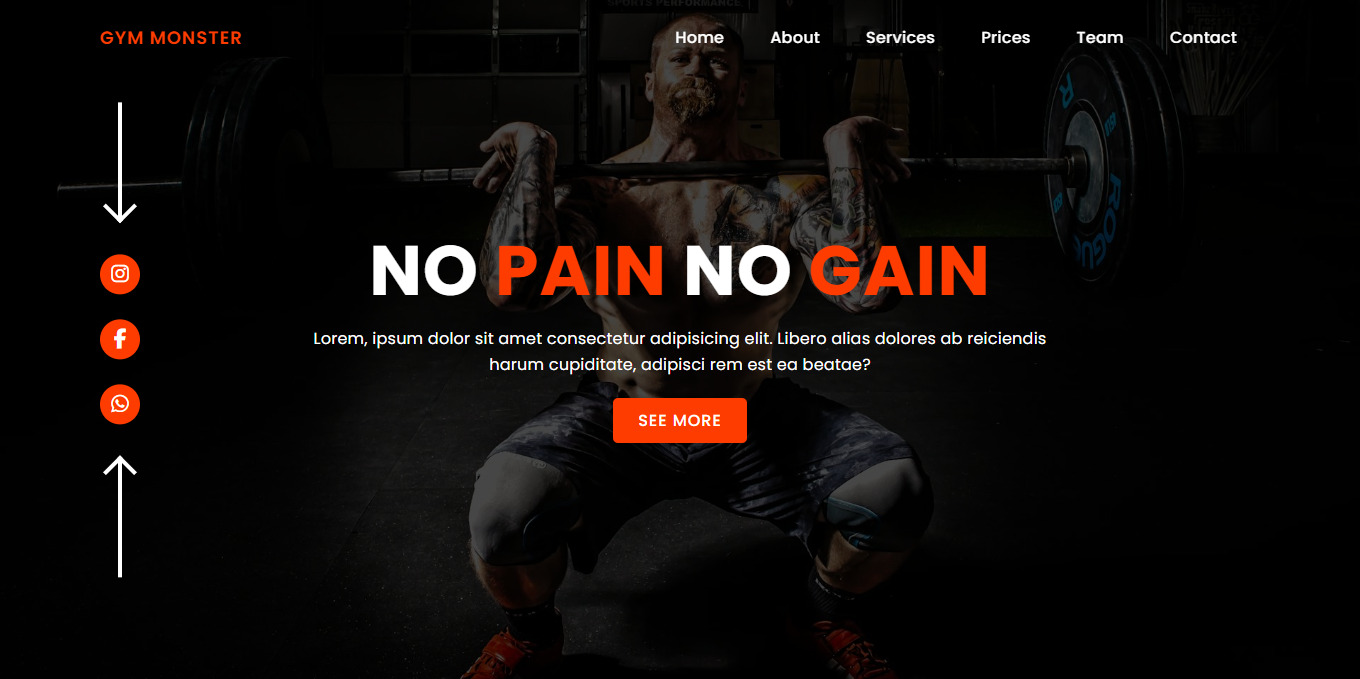 SPORTS PERFORMANCE
GYM MONSTER
Home
About
Services
Prices
Team
Contact
R
ROGUE
NO PAIN NO GAIN
Lorem, ipsum dolor sit amet consectetur adipisicing elit. Libero alias dolores ab reiciendis
harum cupiditate, adipisci rem est ea beatae?
SEE MORE